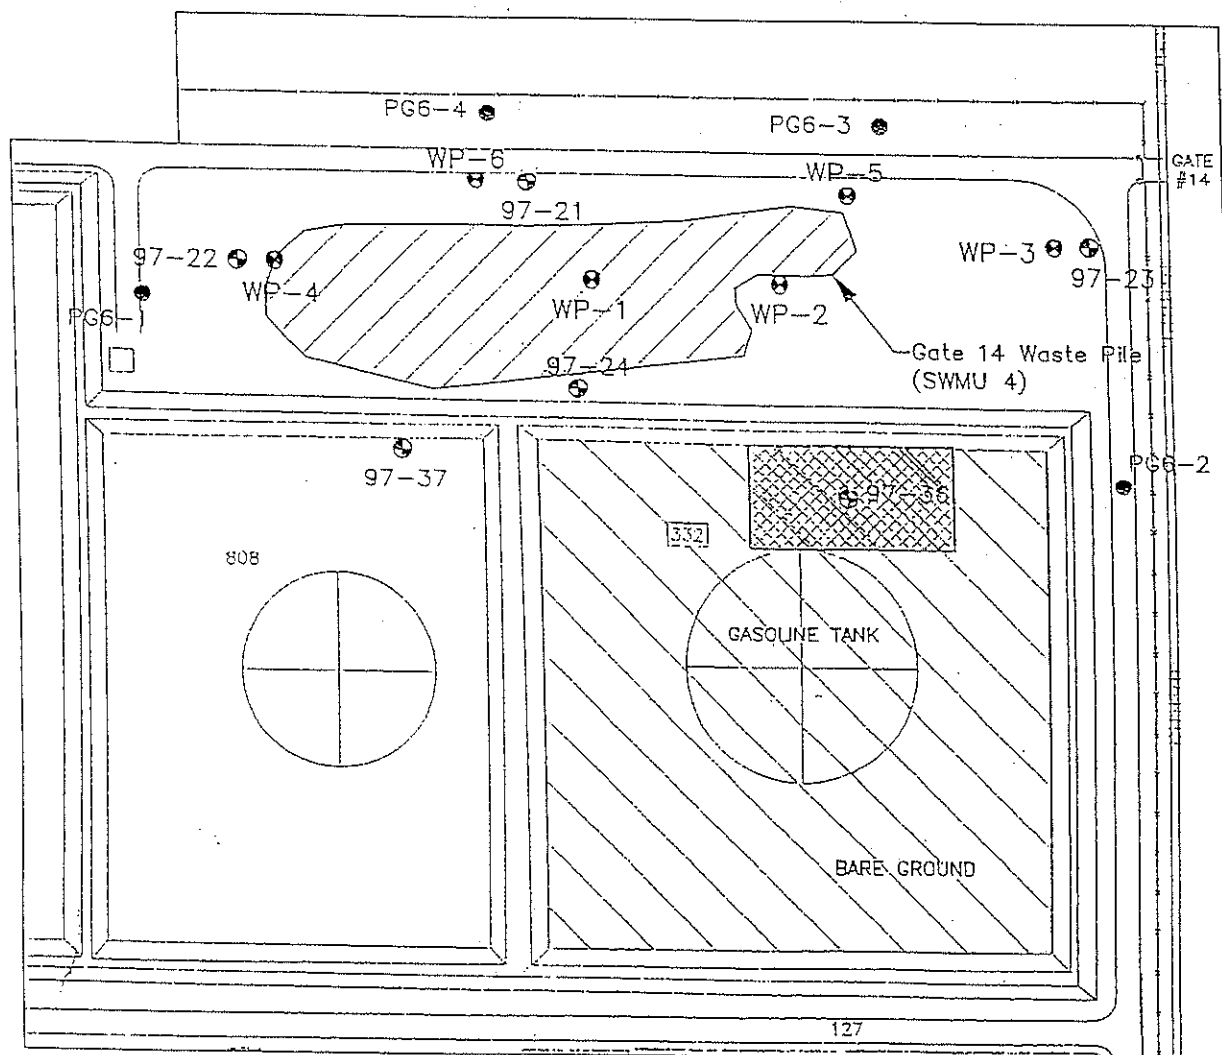 PG6-4
PG6-3
WP-6
GATE
#14
WP-5
97-21
97-22
WP-3
97-23
WP-4
WP-1
WP-2
PG6-
Gate 14 Waste Pile
(SWMU 4)
97-24
PG6-2
97-37
97-36
332
808
GASOLINE TANK
BARE GROUND
127